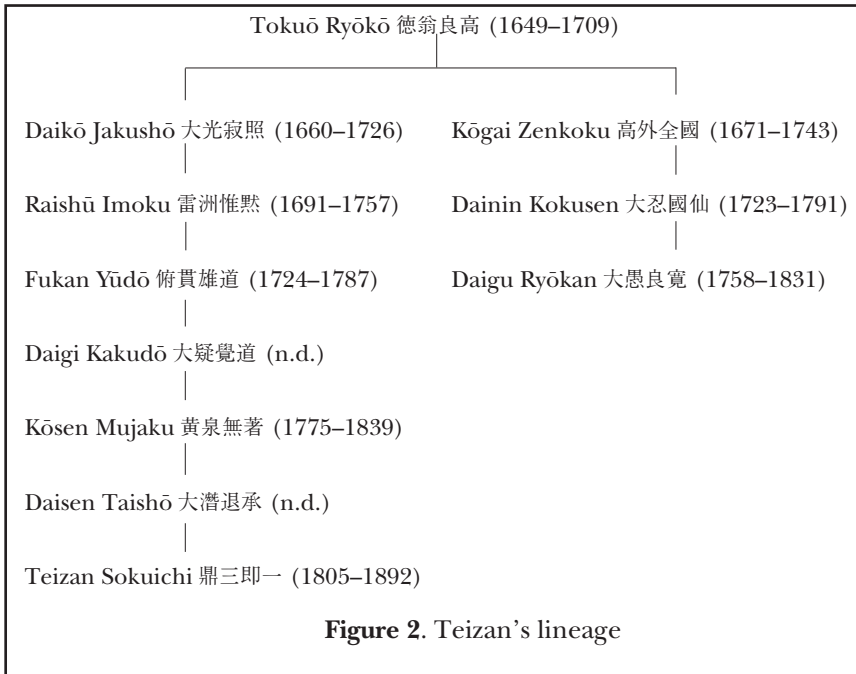 Tokuō Ryōkō 徳翁良高 (1649–1709)
Daikō Jakushō 大光寂照 (1660–1726)
Kōgai Zenkoku 高外全國 (1671–1743)
Raishū Imoku 雷洲惟黙 (1691–1757)
Dainin Kokusen 大忍國仙 (1723–1791)
Fukan Yūdō 俯貫雄道 (1724–1787)
Daigu Ryōkan 大愚良寛 (1758–1831)
Daigi Kakudō 大疑覺道 (n.d.)
Kōsen Mujaku 黄泉無著 (1775–1839)
Daisen Taishō 大潛退承 (n.d.)
Teizan Sokuichi 鼎三即一 (1805–1892)
Figure 2. Teizan’s lineage